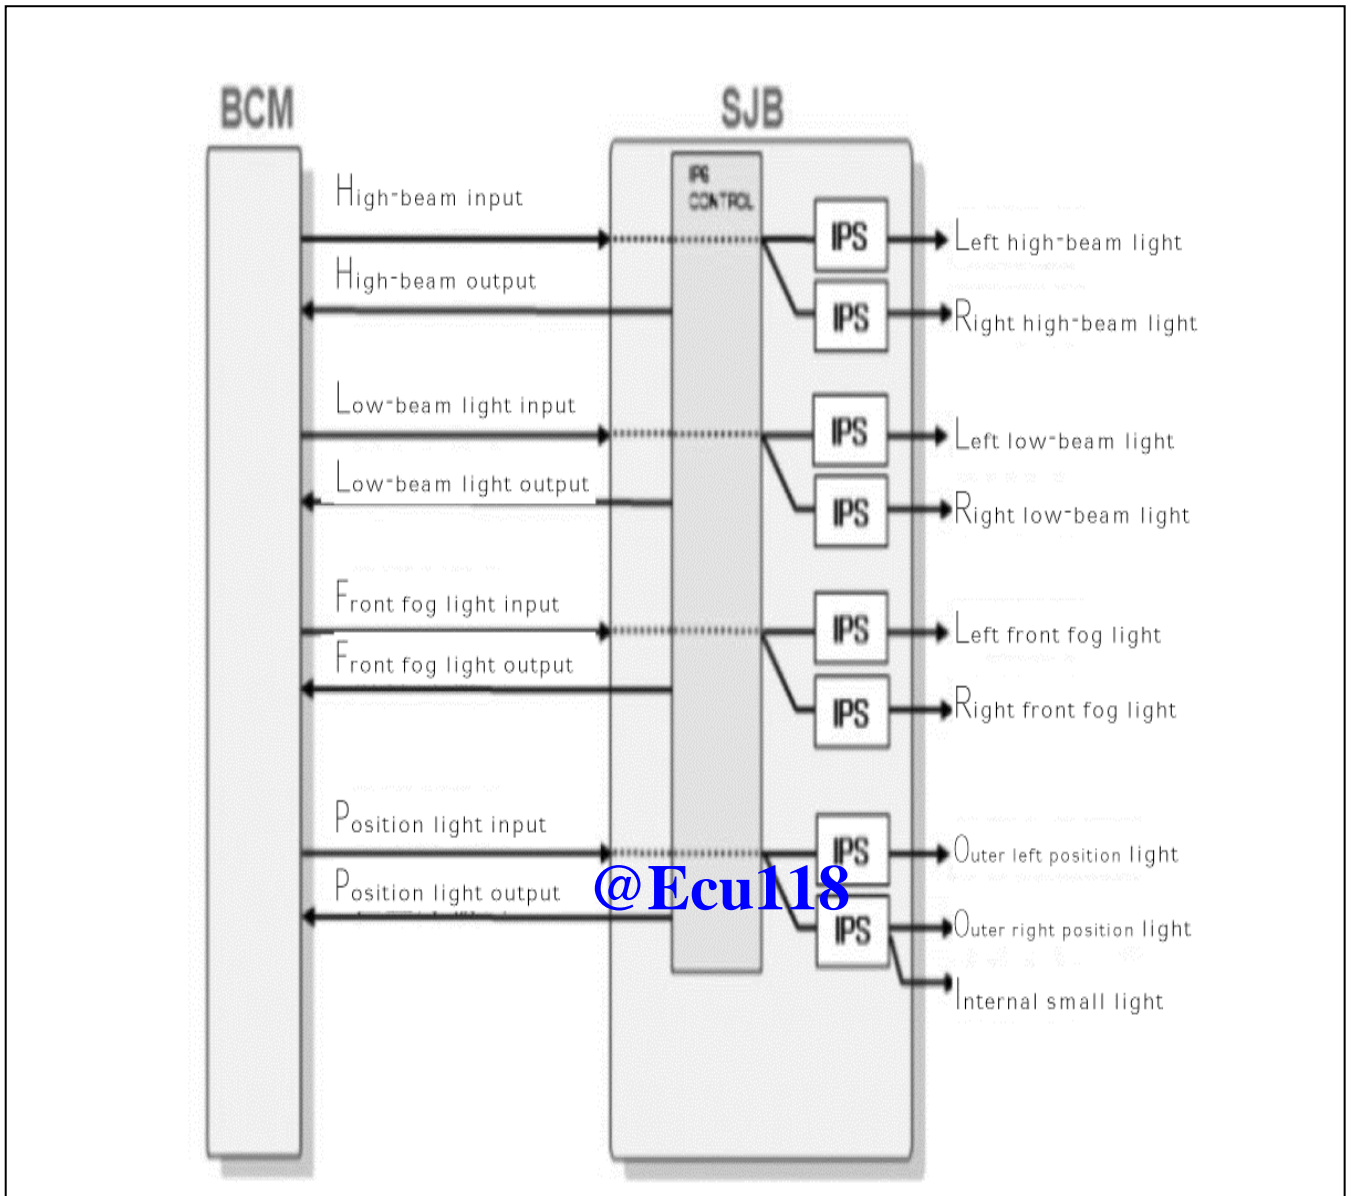 BCM
SJB
IPS
CONTROL
High-beam input
High-beam output
IPS
Left high-beam light
IPS
Right high-beam light
Low-beam light input
Low-beam light output
IPS
Left low-beam light
IPS
Right low-beam light
Front fog light input
Front fog light output
IPS
Left front fog light
IPS
Right front fog light
Position light input
Position light output
@Ecu118
IPS
Outer left position light
IPS
Outer right position light
Internal small light